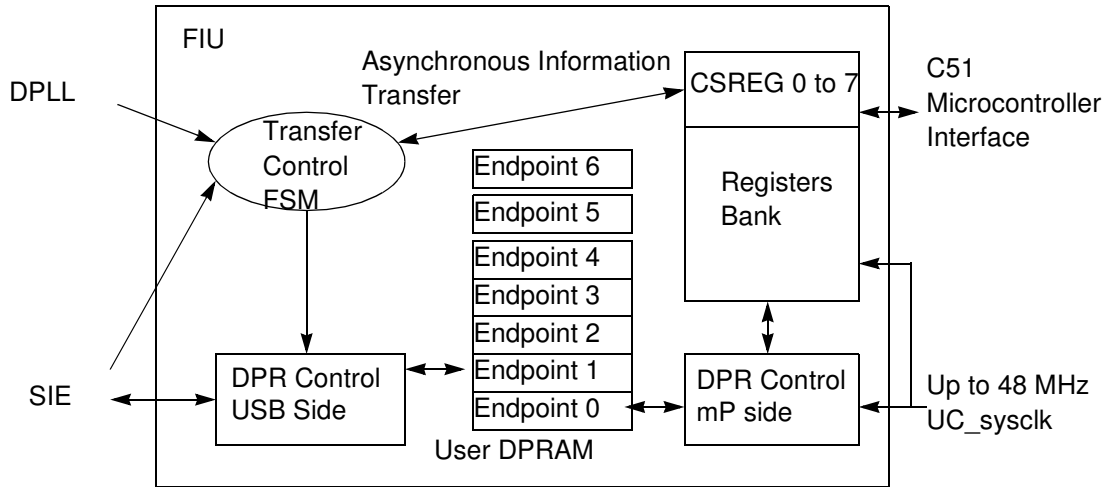 FIU
DPLL
SIE
Transfer
Control
FSM
Asynchronous Information
Transfer
CSREG 0 to 7
Registers
Bank
C51
Microcontroller
Interface
Endpoint 6
Endpoint 5
Endpoint 4
Endpoint 3
Endpoint 2
Endpoint 1
Endpoint 0
User DPRAM
DPR Control
USB Side
DPR Control
mP side
Up to 48 MHz
UC_sysclk